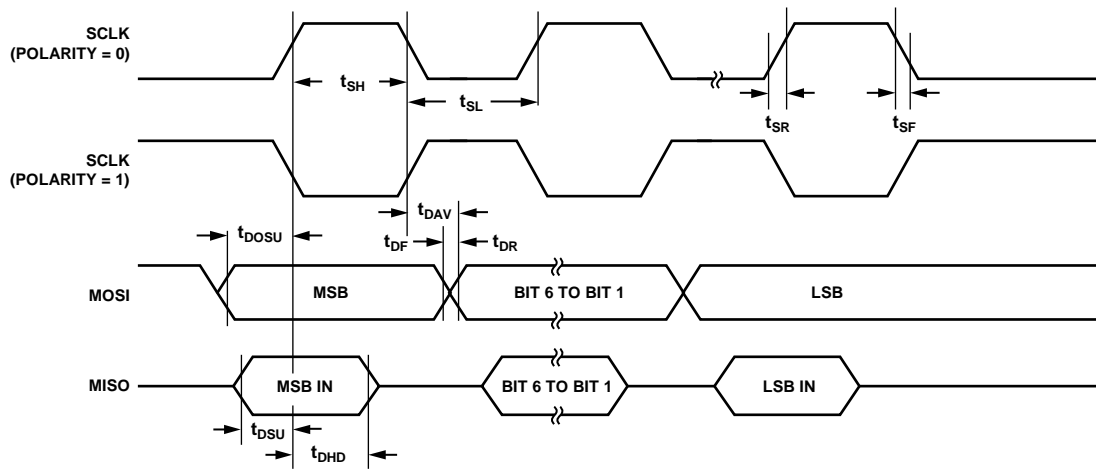 SCLK
(POLARITY = 0)
tSH
tSL
tSR
tSF
SCLK
(POLARITY = 1)
tDAV
tDOSU
tDF
tDR
MOSI
MSB
BIT 6 TO BIT 1
LSB
MISO
MSB IN
BIT 6 TO BIT 1
LSB IN
tDSU
tDHD